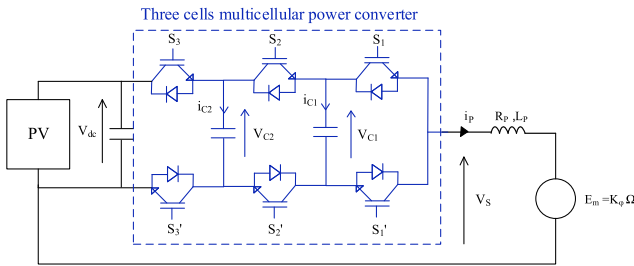 Three cells multicellular power converter
S3 S2 S1
PV
Vdc
iC2
VC2
iC1
VC1
iP
RP ,LP
VS
Em =Kφ Ω
S3' S2' S1'